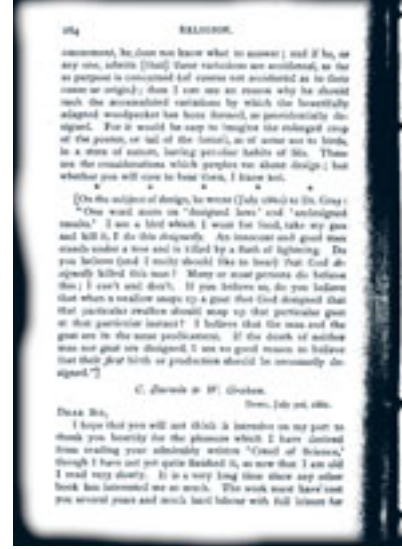 284 RELIGION.
amusement, he does not know what to answer; and if he, or
any one, admits [that] these variations are accidental, as far
as purpose is concerned (of course not accidental as to their
cause or origin); then I can see no reason why he should
rank the accumulated variations by which the beautifully
adapted woodpecker has been formed, as providentially de-
signed. For it would be easy to imagine the enlarged crop
of the pouter, or tail of the fantail, as of some use to birds,
in a state of nature, having peculiar habits of life. These
are the considerations which perplex me about design; but
whether you will care to hear them, I know not.
* * * * *
[On the subject of design, he wrote (July 1860) to Dr. Gray:
"One word more on 'designed laws' and 'undesigned
results.' I see a bird which I want for food, take my gun
and kill it, I do this designedly. An innocent and good man
stands under a tree and is killed by a flash of lightning. Do
you believe (and I really should like to hear) that God de-
signedly killed this man? Many or most persons do believe
this; I can't and don't. If you believe so, do you believe
that when a swallow snaps up a gnat that God designed that
that particular swallow should snap up that particular gnat
at that particular instant? I believe that the man and the
gnat are in the same predicament. If the death of neither
man nor gnat are designed, I see no good reason to believe
that their first birth or production should be necessarily de-
signed."]
C. Darwin to W. Graham.
Down, July 3rd, 1881.
DEAR SIR,
I hope that you will not think it intrusive on my part to
thank you heartily for the pleasure which I have derived
from reading your admirably written 'Creed of Science,'
though I have not yet quite finished it, as now that I am old
I read very slowly. It is a very long time since any other
book has interested me so much. The work must have cost
you several years and much hard labour with full leisure for